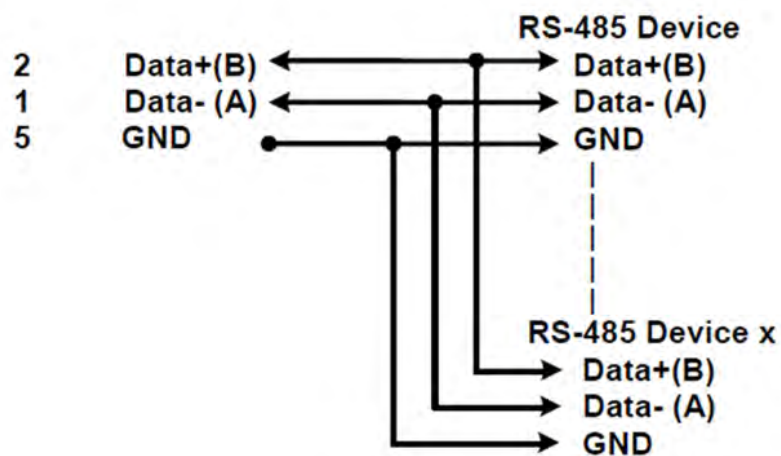 RS-485 Device
2 Data+(B) Data+(B)
1 Data- (A) Data- (A)
5 GND GND
RS-485 Device x
Data+(B)
Data- (A)
GND